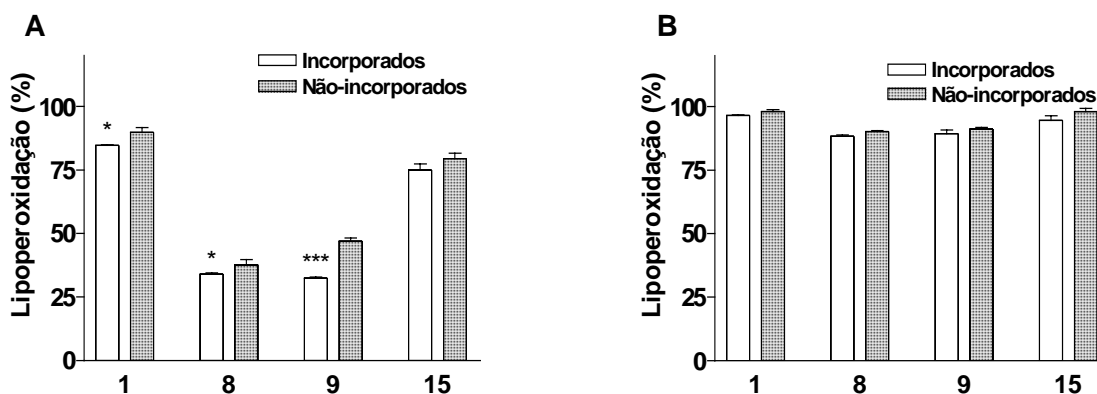 A
Lipoperoxidação (%)
Incorporados
Não-incorporados
100
75
50
25
0
*
*
***
1 8 9 15
B
Lipoperoxidação (%)
Incorporados
Não-incorporados
100
75
50
25
0
1 8 9 15